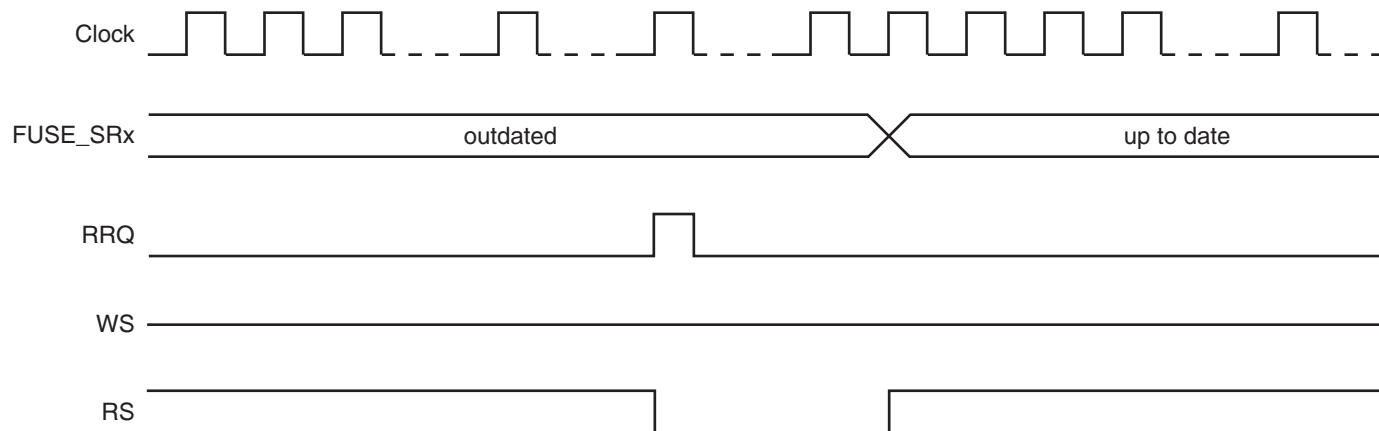 Clock
FUSE_SRx
outdated
up to date
RRQ
WS
RS